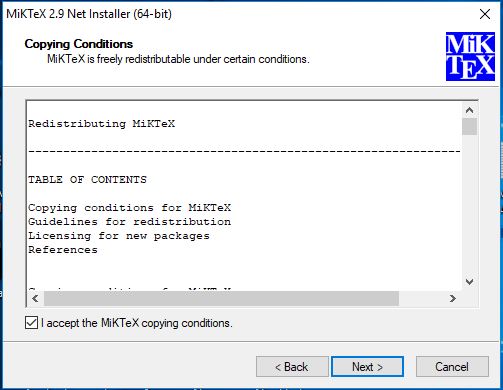 MiKTeX 2.9 Net Installer (64-bit)
Copying Conditions
MiKTeX is freely redistributable under certain conditions.
MiK
TEX
Redistributing MiKTeX
--------------------------------------------------------------
TABLE OF CONTENTS
Copying conditions for MiKTeX
Guidelines for redistribution
Licensing for new packages
References
I accept the MiKTeX copying conditions.
< Back
Next >
Cancel